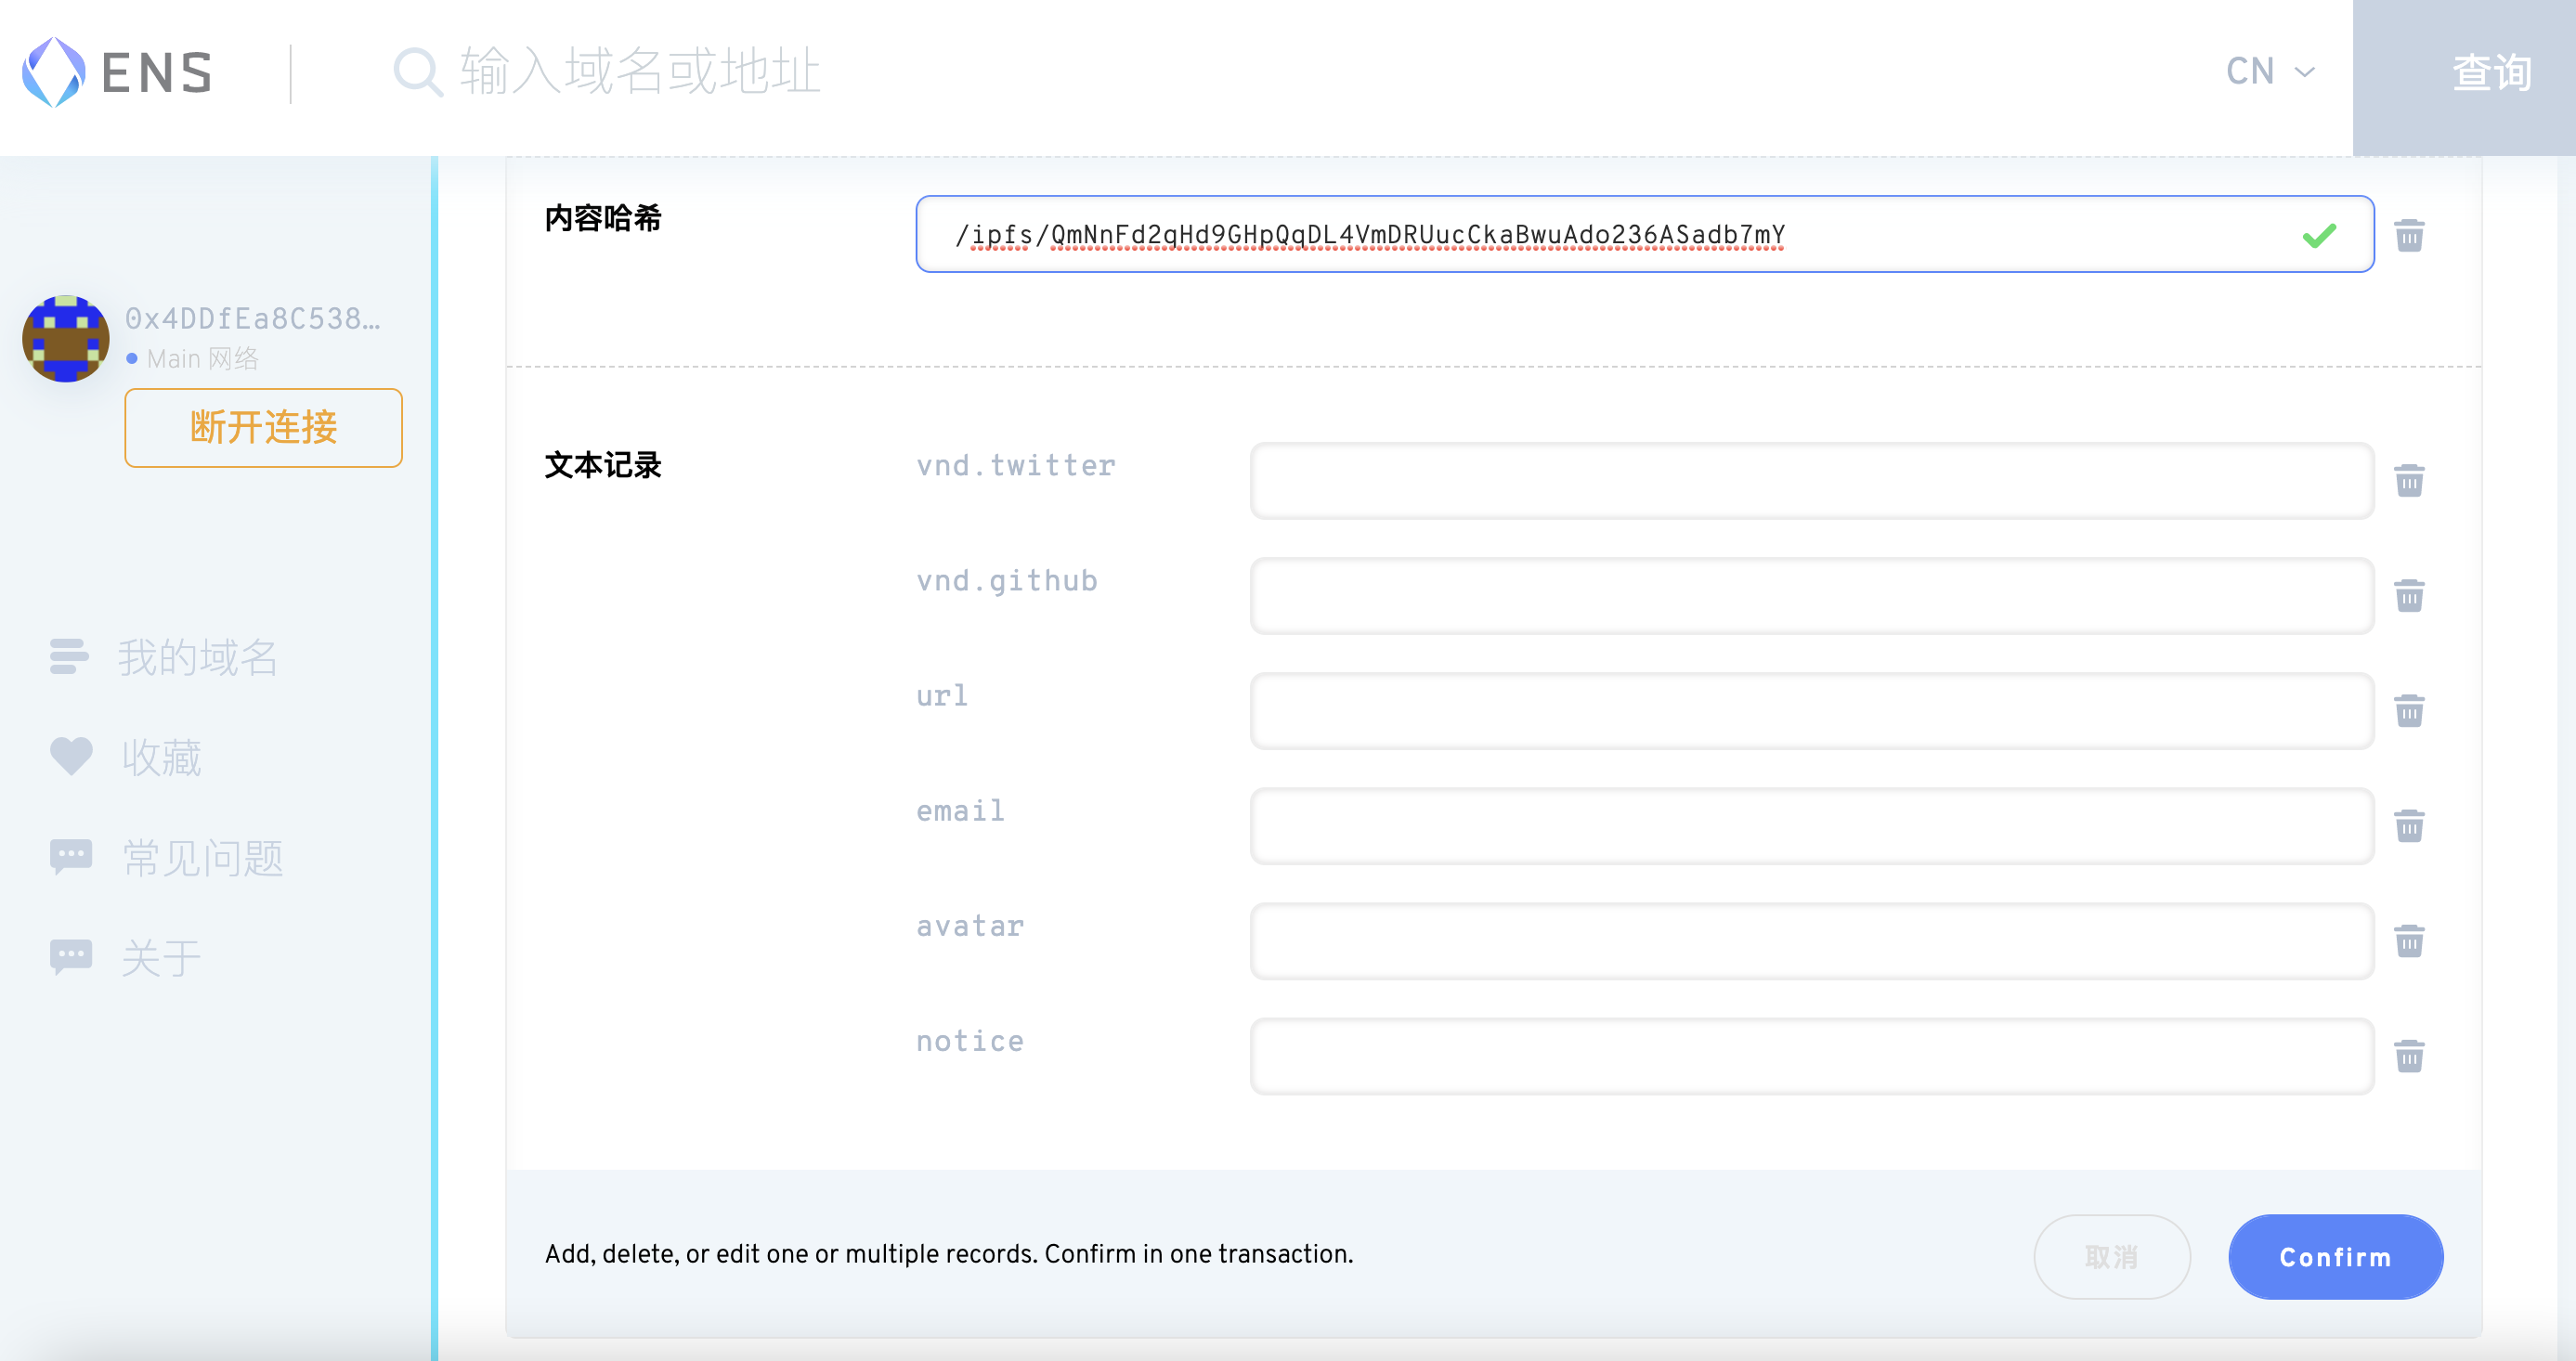 ENS
输入域名或地址
CN
查询
0x4DDfEa8C538...
Main 网络
断开连接
我的域名
收藏
常见问题
关于
内容哈希
/ipfs/QmNnFd2qHd9GHpQqDL4VmDRUucCkaBwuAdo236ASadb7mY
文本记录
vnd.twitter
vnd.github
url
email
avatar
notice
Add, delete, or edit one or multiple records. Confirm in one transaction.
取消
Confirm